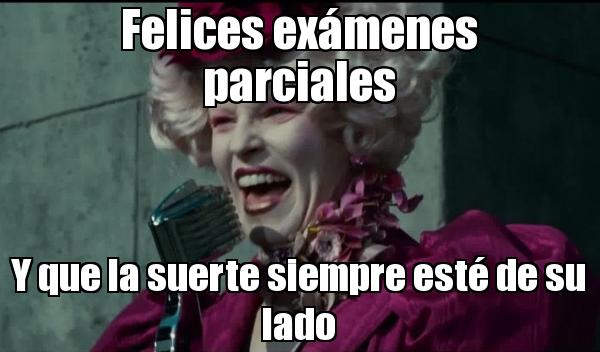 Felices exámenes
parciales
Y que la suerte siempre esté de su
lado